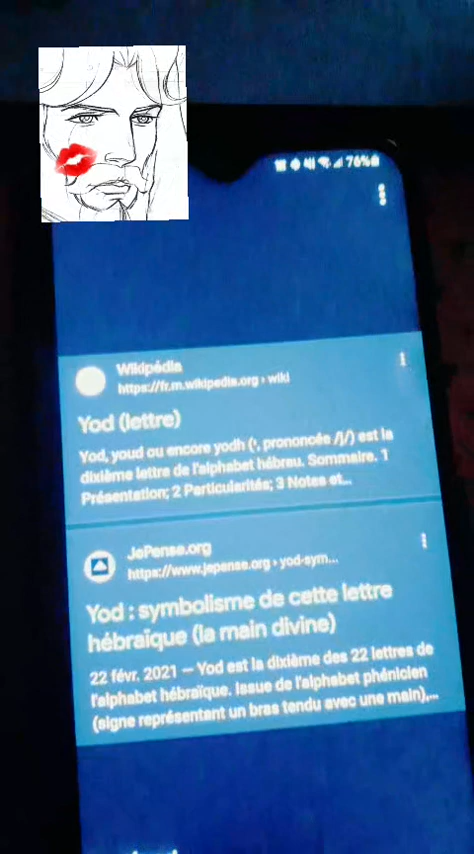 76%
Wikipédia
https://fr.m.wikipedia.org › wiki
Yod (lettre)
Yod, youd ou encore yodh (', prononcée /j/) est la
dixième lettre de l'alphabet hébreu. Sommaire. 1
Présentation; 2 Particularités; 3 Notes et...
JePense.org
https://www.jepense.org › yod-sym...
Yod : symbolisme de cette lettre
hébraïque (la main divine)
22 févr. 2021 — Yod est la dixième des 22 lettres de
l'alphabet hébraïque. Issue de l'alphabet phénicien
(signe représentant un bras tendu avec une main),...